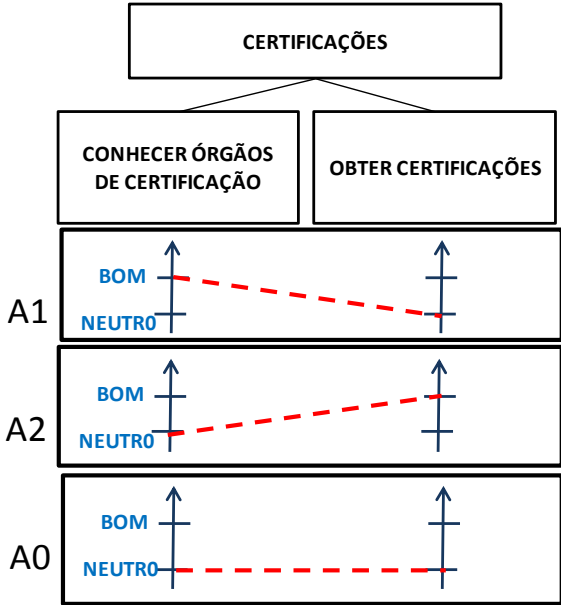 CERTIFICAÇÕES
CONHECER ÓRGÃOS
DE CERTIFICAÇÃO
OBTER CERTIFICAÇÕES
A1
BOM
NEUTR0
A2
BOM
NEUTR0
A0
BOM
NEUTR0